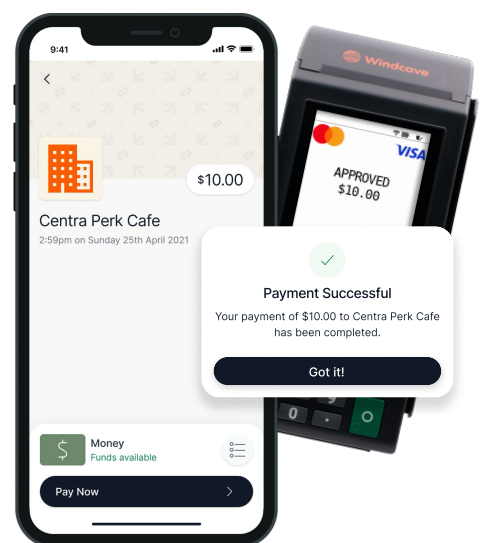 9:41
$10.00
Centra Perk Cafe
2:59pm on Sunday 25th April 2021
Money
Funds available
Pay Now
Windcave
VISA
APPROVED
$10.00
Payment Successful
Your payment of $10.00 to Centra Perk Cafe
has been completed.
Got it!
0
.
O